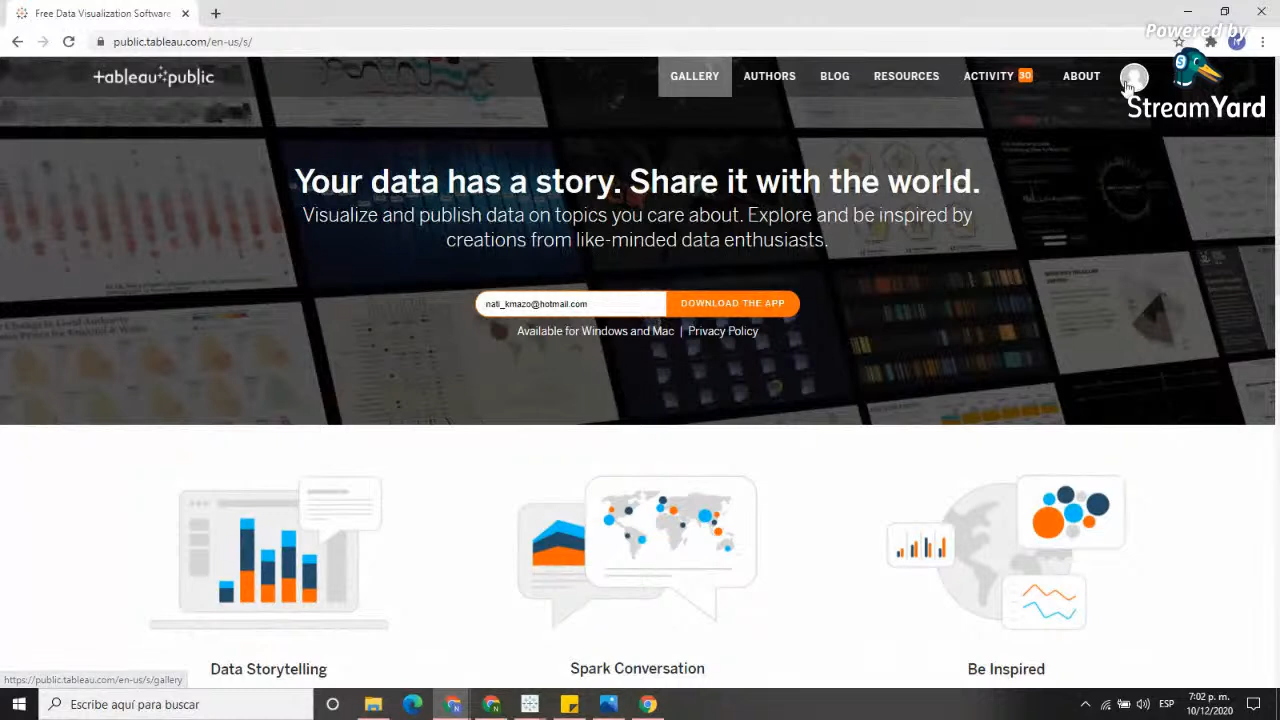 Free Data Visualization Software
public.tableau.com/en-us/s/
Powered by
StreamYard
+ableau+public
GALLERY
AUTHORS
BLOG
RESOURCES
ACTIVITY 30
ABOUT
Your data has a story. Share it with the world.
Visualize and publish data on topics you care about. Explore and be inspired by
creations from like-minded data enthusiasts.
nati_kmazo@hotmail.com
DOWNLOAD THE APP
Available for Windows and Mac | Privacy Policy
Data Storytelling
Spark Conversation
Be Inspired
https://public.tableau.com/en-us/s/gallery
Escribe aquí para buscar
ESP
7:02 p. m.
10/12/2020